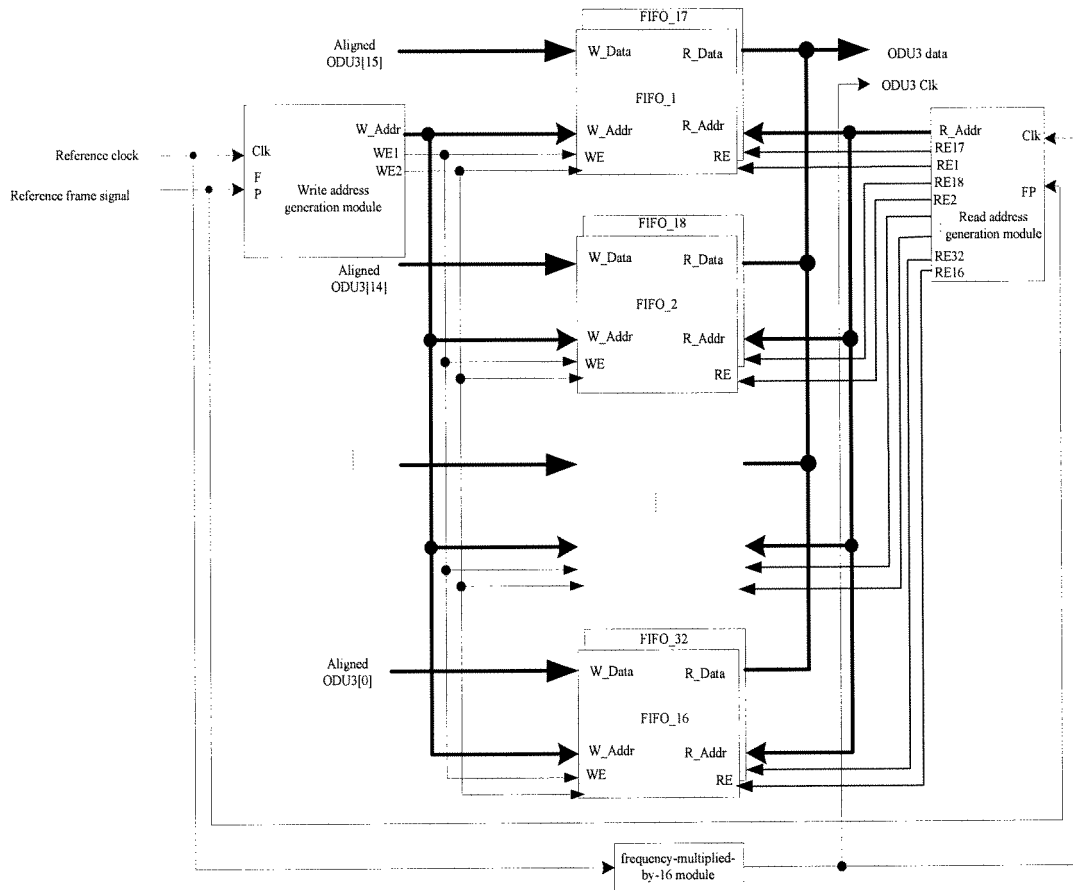 FIFO_17
Aligned
ODU3[15]
W_Data
R_Data
ODU3 data
FIFO_1
ODU3 Clk
W_Addr
W_Addr
R_Addr
R_Addr
Clk
Reference clock
Clk
WE1
WE
RE
RE17
WE2
RE1
F
P
Write address
generation module
Reference frame signal
RE18
FP
RE2
Read address
generation module
FIFO_18
Aligned
ODU3[14]
W_Data
R_Data
RE32
RE16
FIFO_2
W_Addr
R_Addr
WE
RE
FIFO_32
Aligned
ODU3[0]
W_Data
R_Data
FIFO_16
W_Addr
R_Addr
WE
RE
frequency-multiplied-
by-16 module